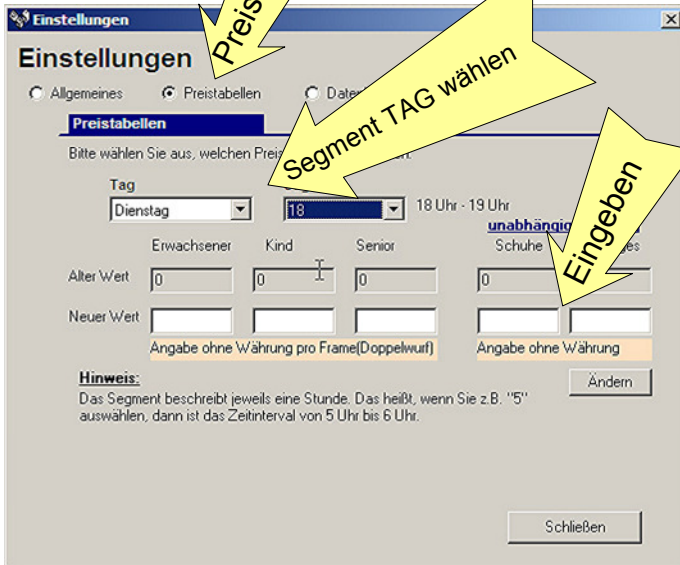 Einstellungen
Preis
Einstellungen
Allgemeines Preistabellen
Segment TAG wählen
Preistabellen
Bitte wählen Sie aus, welchen
Eingeben
Tag
Dienstag 18 18 Uhr - 19 Uhr
Erwachsener Kind Senior Schuhe
Alter Wert 0 0 0 0
Neuer Wert
Angabe ohne Währung pro Frame(Doppelwurf) Angabe ohne Währung
Hinweis: Ändern
Das Segment beschreibt jeweils eine Stunde. Das heißt, wenn Sie z.B. "5"
auswählen, dann ist das Zeitinterval von 5 Uhr bis 6 Uhr.
Schließen